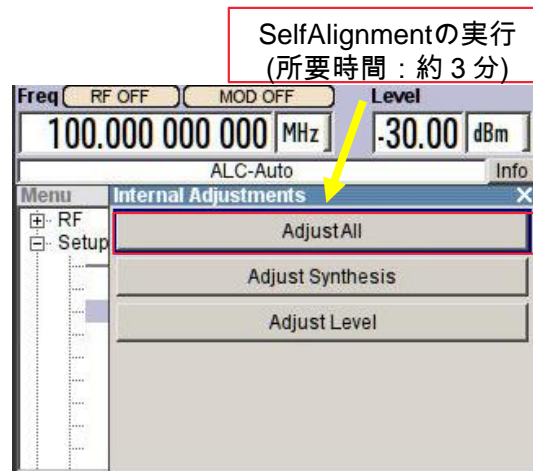 SelfAlignmentの実行
(所要時間：約３分)
Freq RF OFF MOD OFF Level
100.000 000 000 MHz -30.00 dBm
ALC-Auto Info
Menu Internal Adjustments
RF
Setup
Adjust All
Adjust Synthesis
Adjust Level